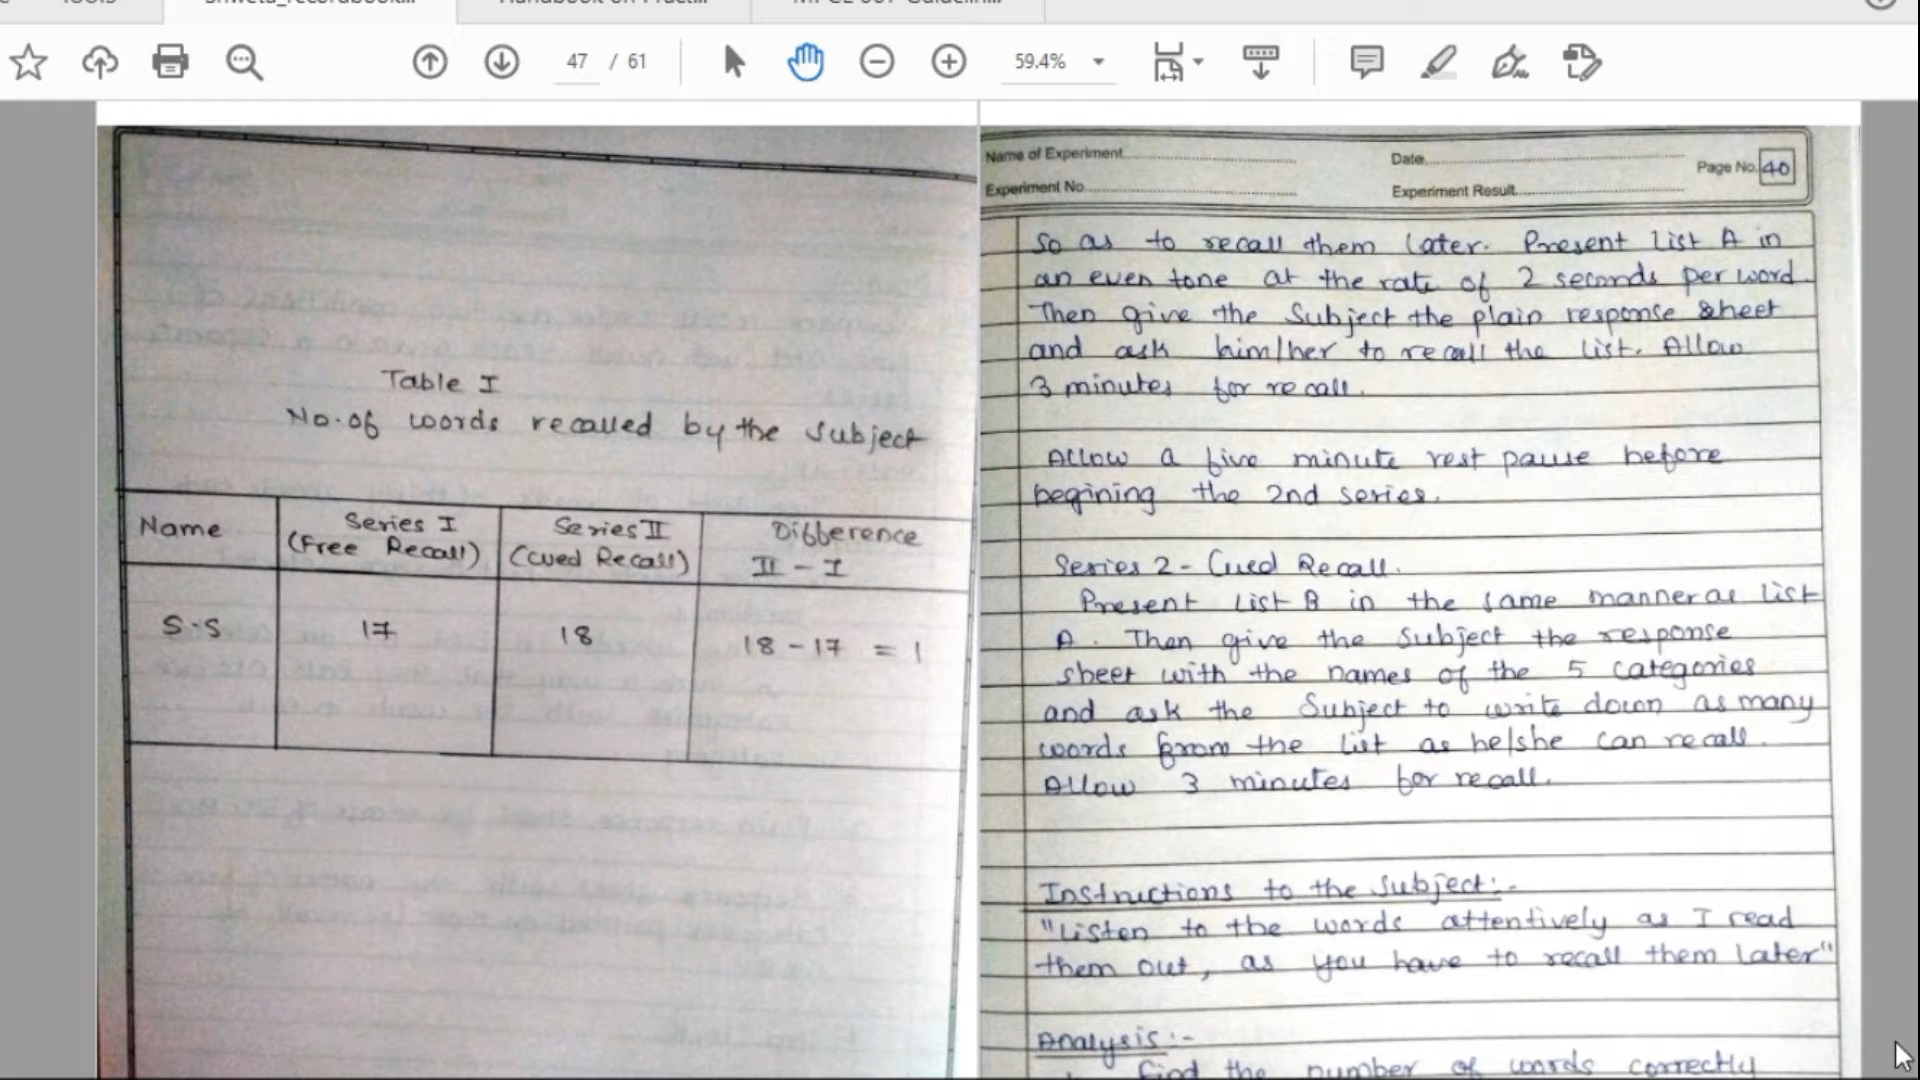 47 / 61
59.4%
Table I
No. of words recalled by the Subject
Name
Series I
(Free Recall)
Series II
(Cued Recall)
Difference
II - I
S.S
17
18
18 - 17 = 1
Name of Experiment
Date
Page No. 40
Experiment No.
Experiment Result
So as to recall them later. Present List A in
an even tone at the rate of 2 seconds per word.
Then give the Subject the plain response sheet
and ask him/her to recall the list. Allow
3 minutes for recall.
Allow a five minute rest pause before
begining the 2nd series.
Series 2 - Cued Recall.
Present List B in the same manner as list
A. Then give the Subject the response
sheet with the names of the 5 categories
and ask the Subject to write down as many
words from the list as he/she can recall.
Allow 3 minutes for recall.
Instructions to the Subject:-
"Listen to the words attentively as I read
them out, as you have to recall them later"
Analysis:-
Find the number of words correctly